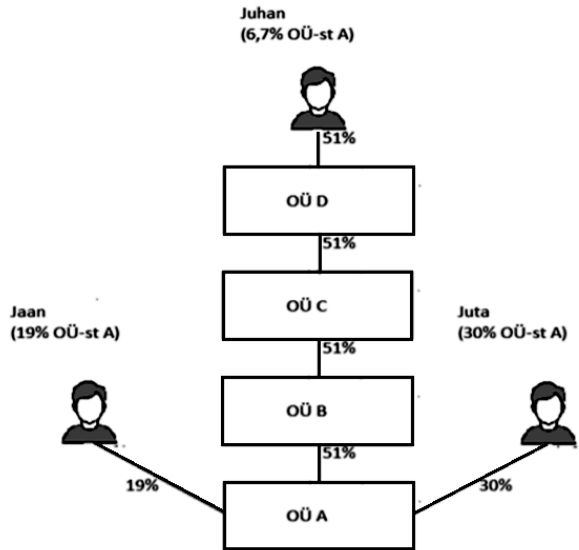 Juhan
(6,7% OÜ-st A)
51%
OÜ D
51%
OÜ C
51%
Jaan
(19% OÜ-st A)
Juta
(30% OÜ-st A)
OÜ B
51%
19%
30%
OÜ A